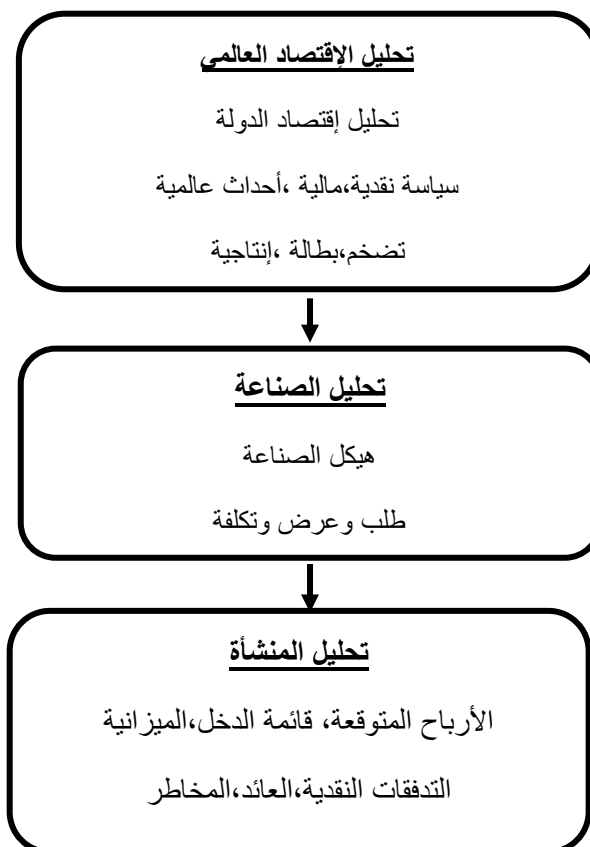 تحليل الإقتصاد العالمي
تحليل إقتصاد الدولة
سياسة نقدية،مالية ،أحداث عالمية
تضخم،بطالة ،إنتاجية
تحليل الصناعة
هيكل الصناعة
طلب وعرض وتكلفة
تحليل المنشأة
الأرباح المتوقعة، قائمة الدخل،الميزانية
التدفقات النقدية،العائد،المخاطر